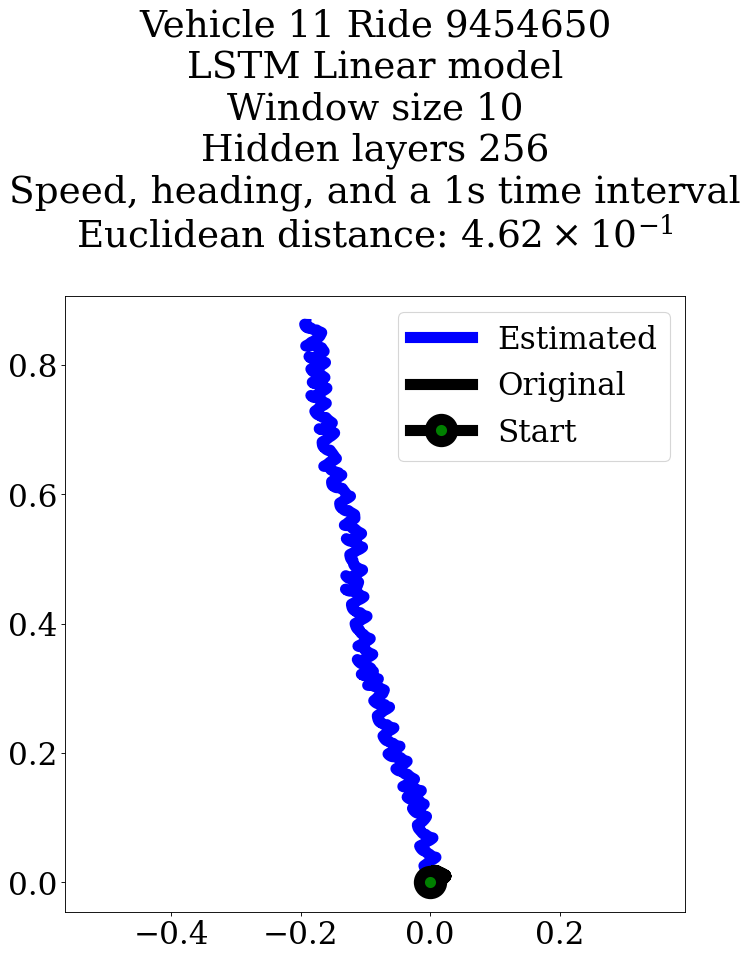 Vehicle 11 Ride 9454650
LSTM Linear model
Window size 10
Hidden layers 256
Speed, heading, and a 1s time interval
Euclidean distance: 4.62 × 10⁻¹
Estimated
Original
Start
0.8
0.6
0.4
0.2
0.0
−0.4 −0.2 0.0 0.2